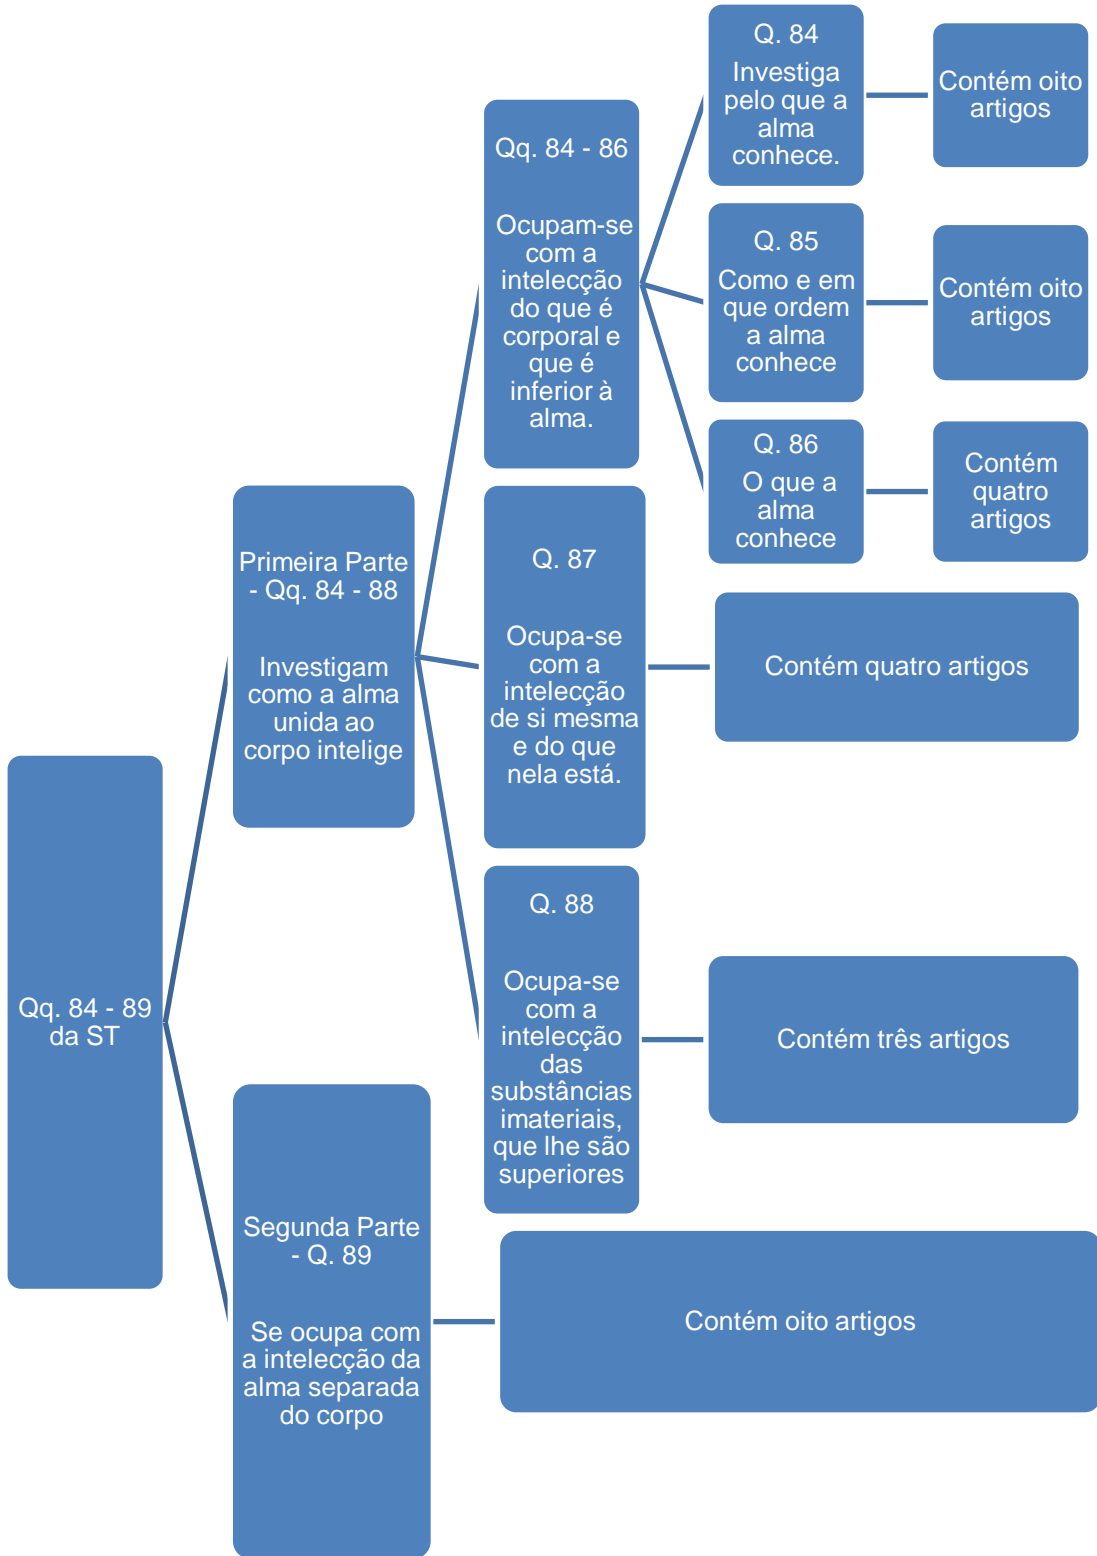 Qq. 84 - 89
da ST
Primeira Parte
- Qq. 84 - 88
Investigam
como a alma
unida ao
corpo intelige
Qq. 84 - 86
Ocupam-se
com a
intelecção
do que é
corporal e
que é
inferior à
alma.
Q. 84
Investiga
pelo que a
alma
conhece.
Contém oito
artigos
Q. 85
Como e em
que ordem
a alma
conhece
Contém oito
artigos
Q. 86
O que a
alma
conhece
Contém
quatro
artigos
Q. 87
Ocupa-se
com a
intelecção
de si mesma
e do que
nela está.
Contém quatro artigos
Q. 88
Ocupa-se
com a
intelecção
das
substâncias
imateriais,
que lhe são
superiores
Contém três artigos
Segunda Parte
- Q. 89
Se ocupa com
a intelecção da
alma separada
do corpo
Contém oito artigos